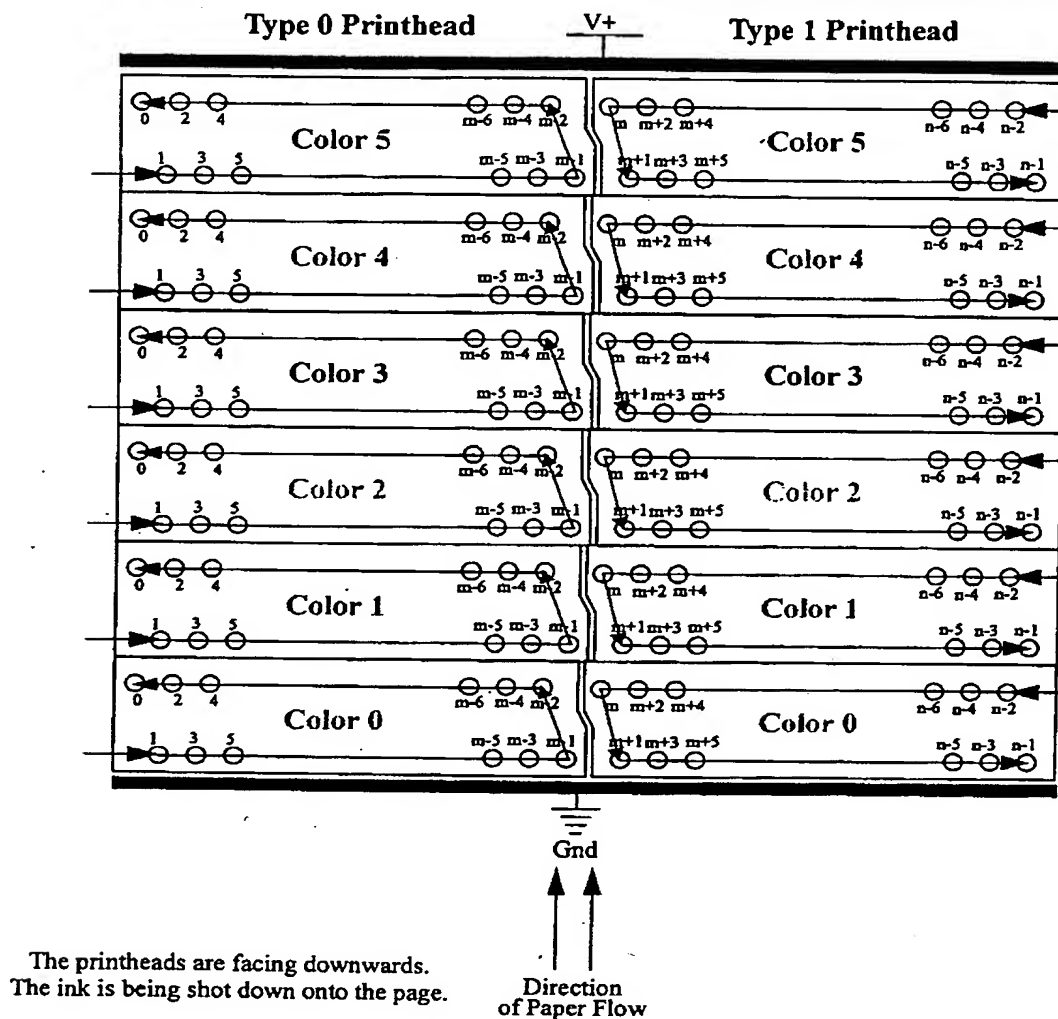 Type 0 Printhead V+ Type 1 Printhead
0 2 4 m-6 m-4 m-2 m m+2 m+4 n-6 n-4 n-2
Color 5 Color 5
1 3 5 m-5 m-3 m-1 m+1 m+3 m+5 n-5 n-3 n-1
0 2 4 m-6 m-4 m-2 m m+2 m+4 n-6 n-4 n-2
Color 4 Color 4
1 3 5 m-5 m-3 m-1 m+1 m+3 m+5 n-5 n-3 n-1
0 2 4 m-6 m-4 m-2 m m+2 m+4 n-6 n-4 n-2
Color 3 Color 3
1 3 5 m-5 m-3 m-1 m+1 m+3 m+5 n-5 n-3 n-1
0 2 4 m-6 m-4 m-2 m m+2 m+4 n-6 n-4 n-2
Color 2 Color 2
1 3 5 m-5 m-3 m-1 m+1 m+3 m+5 n-5 n-3 n-1
0 2 4 m-6 m-4 m-2 m m+2 m+4 n-6 n-4 n-2
Color 1 Color 1
1 3 5 m-5 m-3 m-1 m+1 m+3 m+5 n-5 n-3 n-1
0 2 4 m-6 m-4 m-2 m m+2 m+4 n-6 n-4 n-2
Color 0 Color 0
1 3 5 m-5 m-3 m-1 m+1 m+3 m+5 n-5 n-3 n-1
Gnd
The printheads are facing downwards.
The ink is being shot down onto the page.
Direction
of Paper Flow